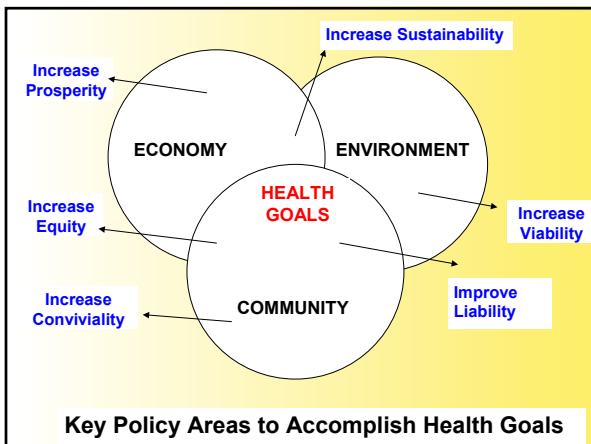 Increase Sustainability
Increase
Prosperity
ECONOMY
ENVIRONMENT
HEALTH
GOALS
Increase
Equity
Increase
Viability
Increase
Conviviality
COMMUNITY
Improve
Liability
Key Policy Areas to Accomplish Health Goals